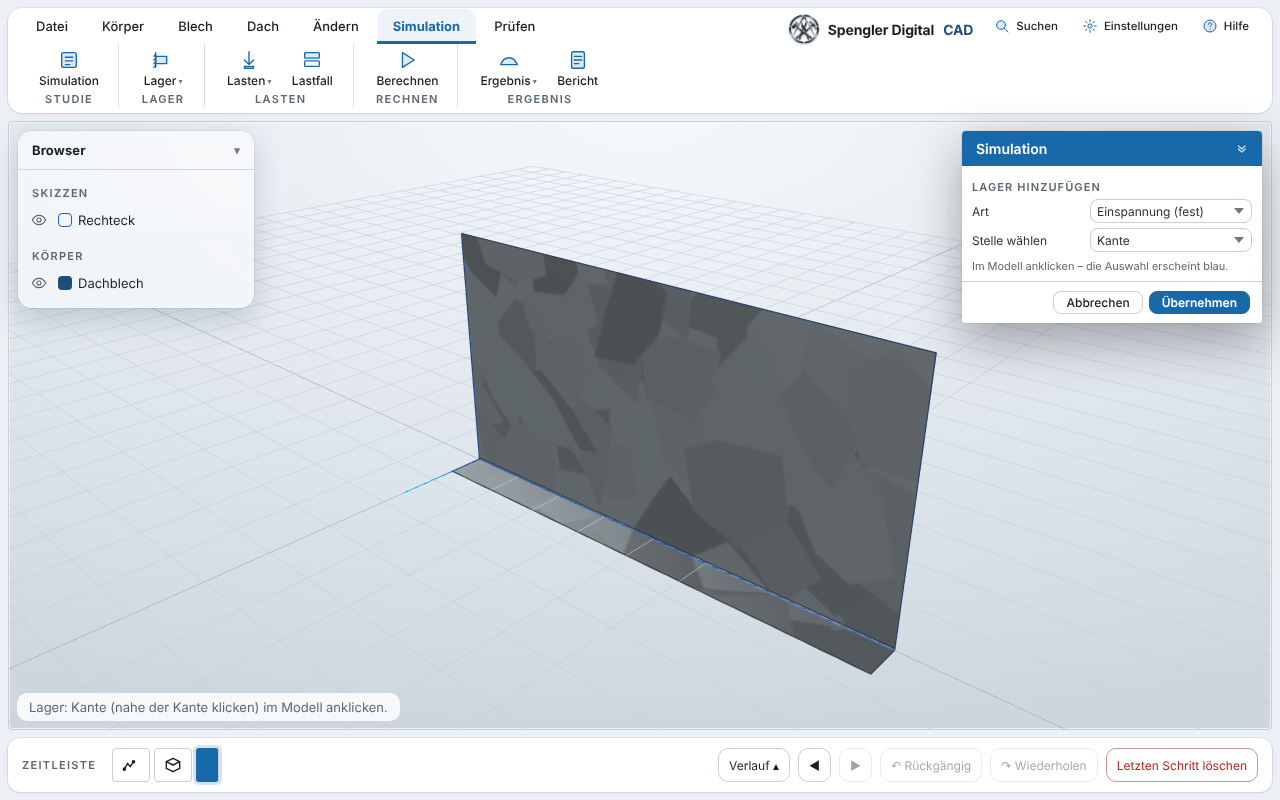 Datei Körper Blech Dach Ändern Simulation Prüfen
Spengler Digital CAD
Suchen Einstellungen Hilfe
Simulation Lager Lasten Lastfall Berechnen Ergebnis Bericht
STUDIE LAGER LASTEN RECHNEN ERGEBNIS
Browser
SKIZZEN
Rechteck
KÖRPER
Dachblech
Simulation
LAGER HINZUFÜGEN
Art Einspannung (fest)
Stelle wählen Kante
Im Modell anklicken – die Auswahl erscheint blau.
Abbrechen Übernehmen
Lager: Kante (nahe der Kante klicken) im Modell anklicken.
ZEITLEISTE Verlauf Rückgängig Wiederholen Letzten Schritt löschen